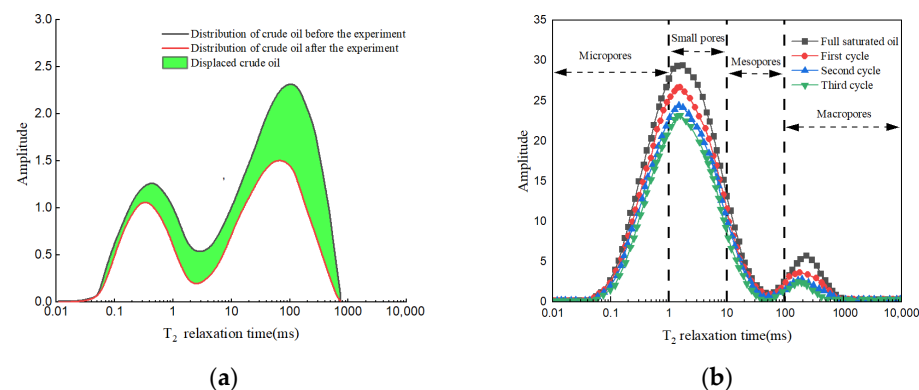 3.0
2.5
2.0
1.5
1.0
0.5
0.0
Amplitude
Distribution of crude oil before the experiment
Distribution of crude oil after the experiment
Displaced crude oil
0.01 0.1 1 10 100 1000 10,000
T2 relaxation time(ms)
(a)
35
30
25
20
15
10
5
0
Amplitude
Micropores
Small pores
Mesopores
Macropores
Full saturated oil
First cycle
Second cycle
Third cycle
0.01 0.1 1 10 100 1000 10,000
T2 relaxation time(ms)
(b)